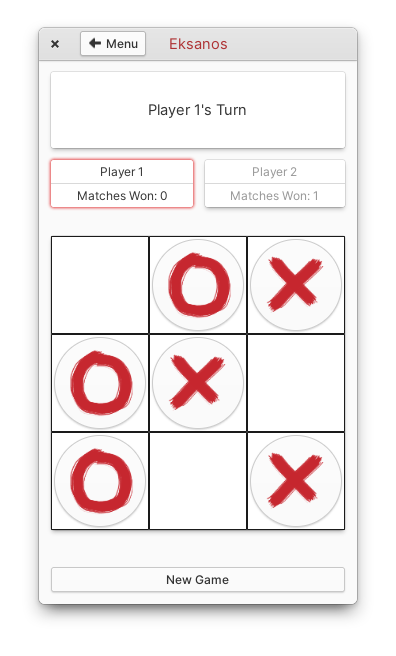 × Menu Eksanos
Player 1's Turn
Player 1
Matches Won: 0
Player 2
Matches Won: 1
New Game